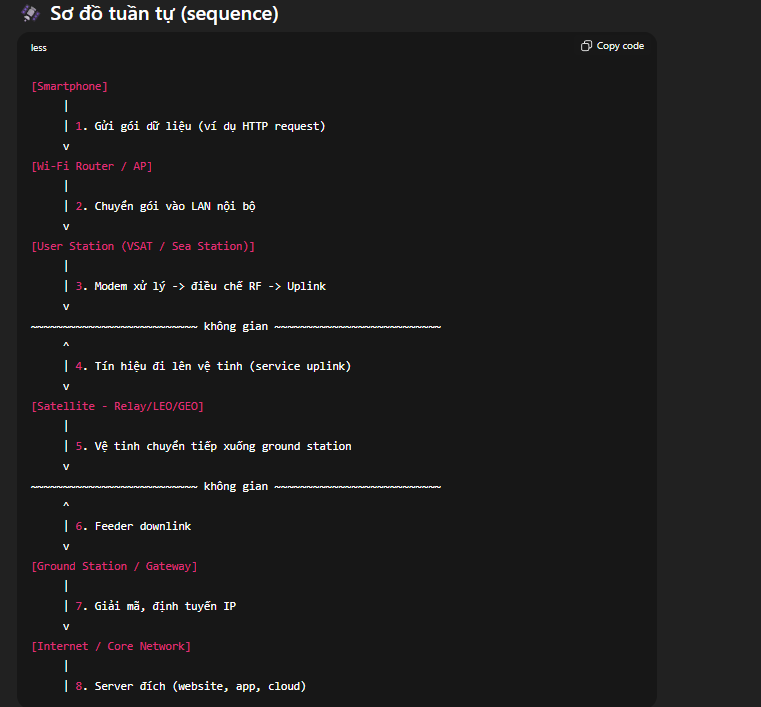 Sơ đồ tuần tự (sequence)
less
Copy code
[Smartphone]
|
| 1. Gửi gói dữ liệu (ví dụ HTTP request)
v
[Wi-Fi Router / AP]
|
| 2. Chuyển gói vào LAN nội bộ
v
[User Station (VSAT / Sea Station)]
|
| 3. Modem xử lý -> điều chế RF -> Uplink
v
~~~~~~~~~~~~~~~~~~~~~~~~~~ không gian ~~~~~~~~~~~~~~~~~~~~~~~~~~
^
| 4. Tín hiệu đi lên vệ tinh (service uplink)
v
[Satellite - Relay/LEO/GEO]
|
| 5. Vệ tinh chuyển tiếp xuống ground station
v
~~~~~~~~~~~~~~~~~~~~~~~~~~ không gian ~~~~~~~~~~~~~~~~~~~~~~~~~~
^
| 6. Feeder downlink
v
[Ground Station / Gateway]
|
| 7. Giải mã, định tuyến IP
v
[Internet / Core Network]
|
| 8. Server đích (website, app, cloud)